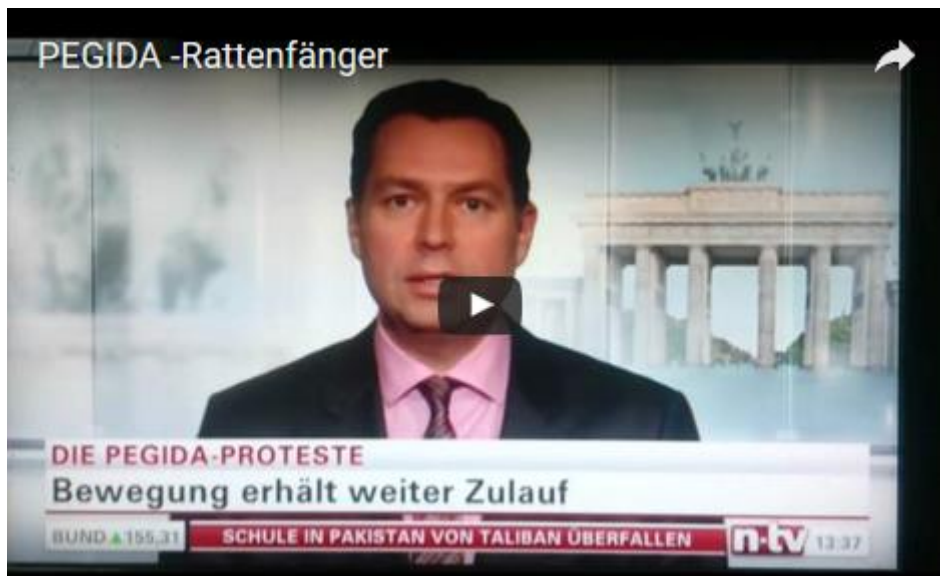 PEGIDA -Rattenfänger
DIE PEGIDA-PROTESTE
Bewegung erhält weiter Zulauf
BUND ▲ 155,31 SCHULE IN PAKISTAN VON TALIBAN ÜBERFALLEN n-tv 13:37